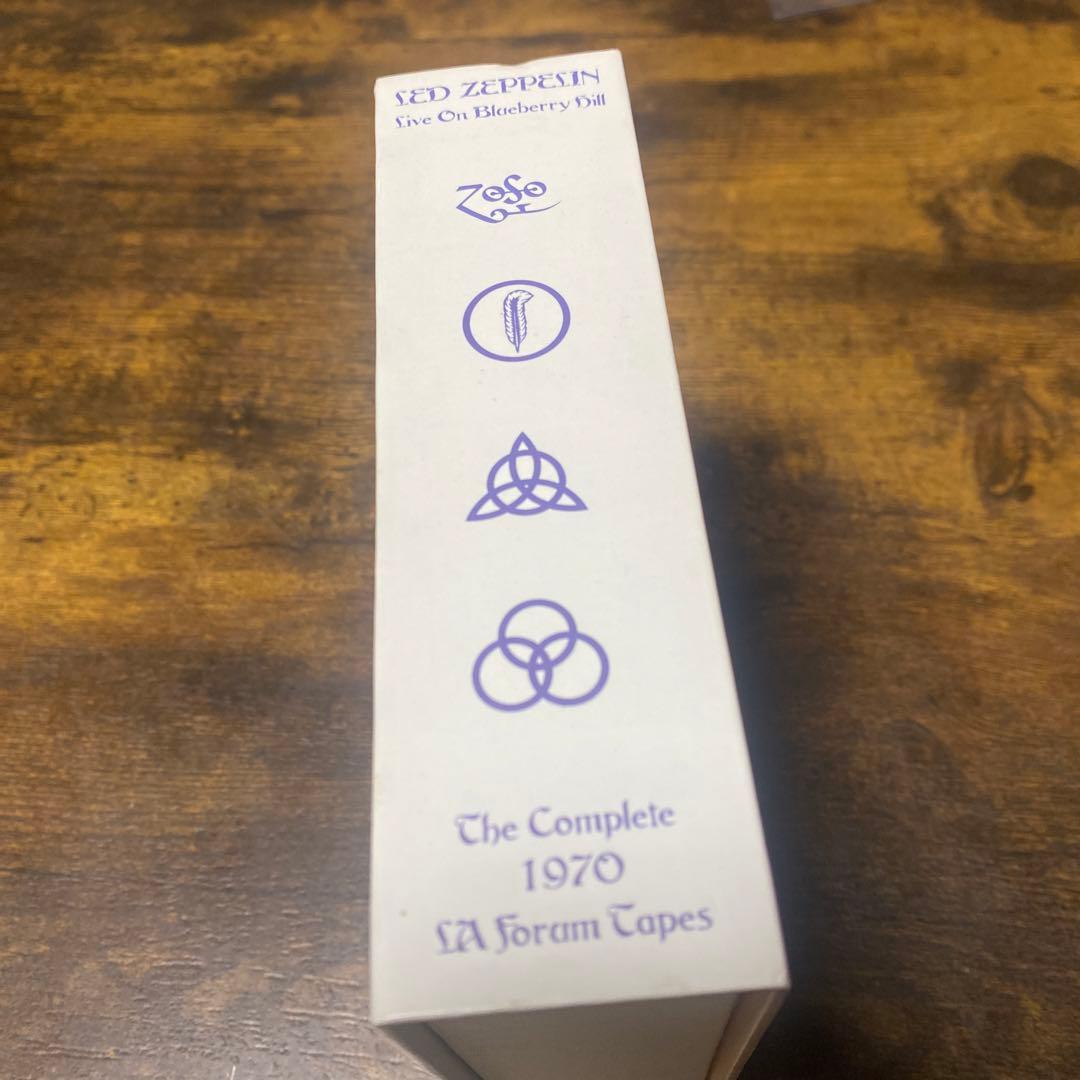 LED ZEPPELIN
Live On Blueberry Hill
ZOSO
The Complete
1970
LA Forum Tapes